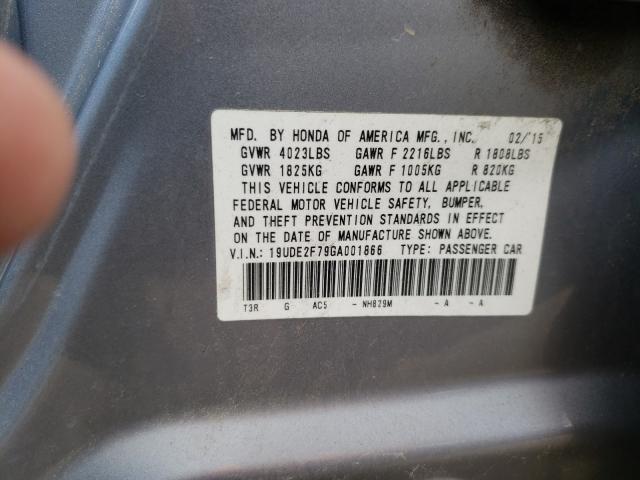 MFD. BY HONDA OF AMERICA MFG., INC. 02/'15
GVWR 4023LBS GAWR F 2216LBS R 1808LBS
GVWR 1825KG GAWR F 1005KG R 820KG
THIS VEHICLE CONFORMS TO ALL APPLICABLE
FEDERAL MOTOR VEHICLE SAFETY, BUMPER,
AND THEFT PREVENTION STANDARDS IN EFFECT
ON THE DATE OF MANUFACTURE SHOWN ABOVE.
V.I.N.: 19UDE2F79GA001866 TYPE: PASSENGER CAR
T3R G AC5 - NH829M - A - A